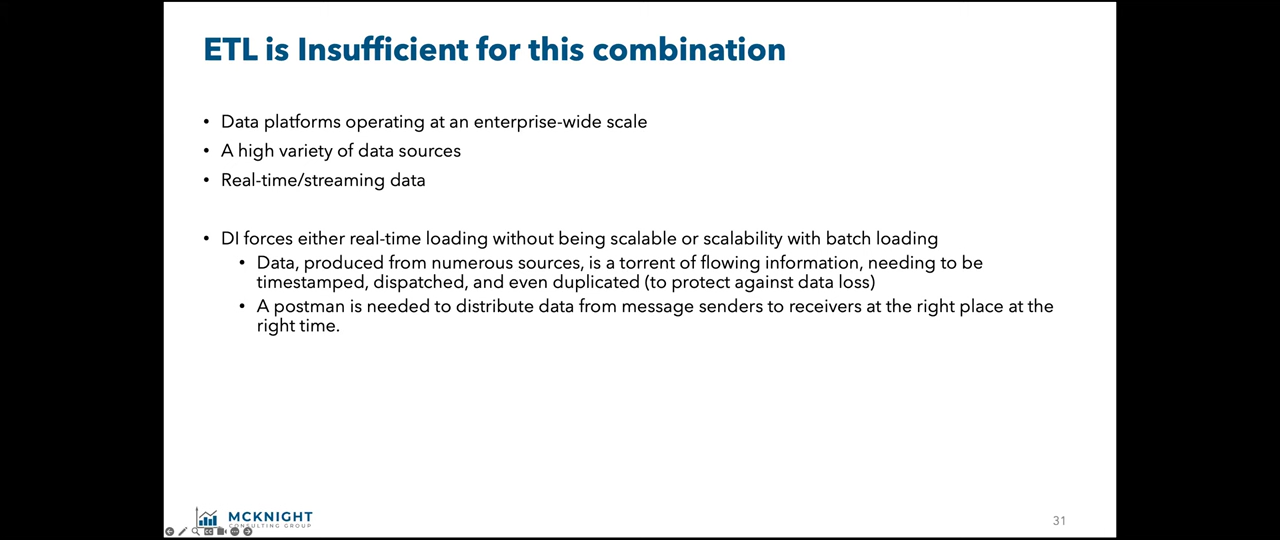 ETL is Insufficient for this combination
• Data platforms operating at an enterprise-wide scale
• A high variety of data sources
• Real-time/streaming data
• DI forces either real-time loading without being scalable or scalability with batch loading
• Data, produced from numerous sources, is a torrent of flowing information, needing to be
timestamped, dispatched, and even duplicated (to protect against data loss)
• A postman is needed to distribute data from message senders to receivers at the right place at the
right time.
MCKNIGHT
CONSULTING GROUP
31